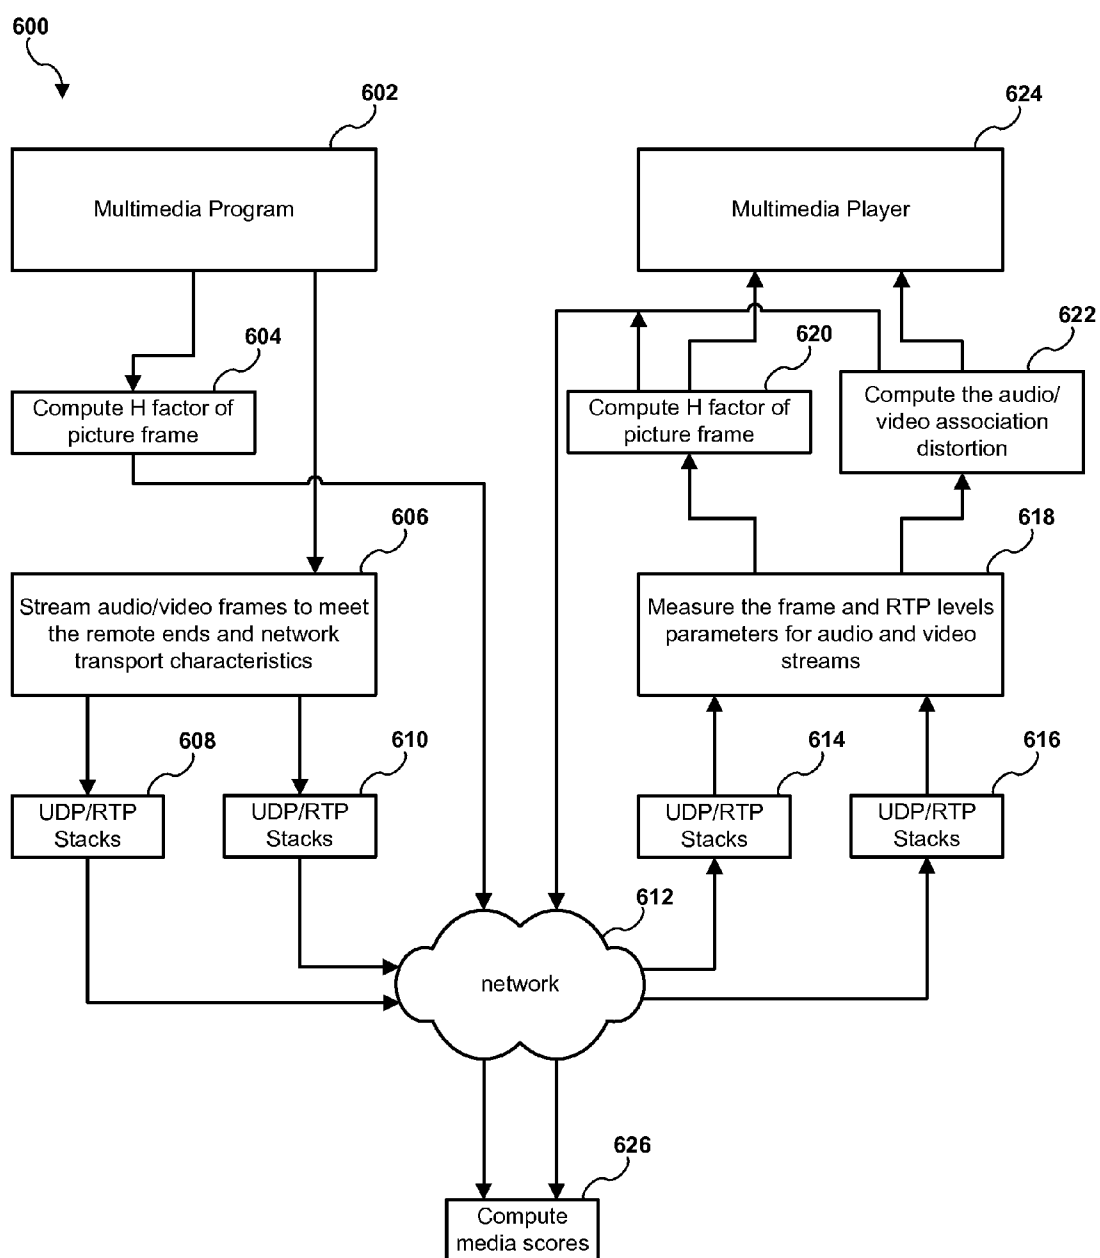 600
602
624
Multimedia Program
Multimedia Player
604
620
622
Compute H factor of
picture frame
Compute H factor of
picture frame
Compute the audio/
video association
distortion
606
618
Stream audio/video frames to meet
the remote ends and network
transport characteristics
Measure the frame and RTP levels
parameters for audio and video
streams
608
610
614
616
UDP/RTP
Stacks
UDP/RTP
Stacks
UDP/RTP
Stacks
UDP/RTP
Stacks
612
network
626
Compute
media scores